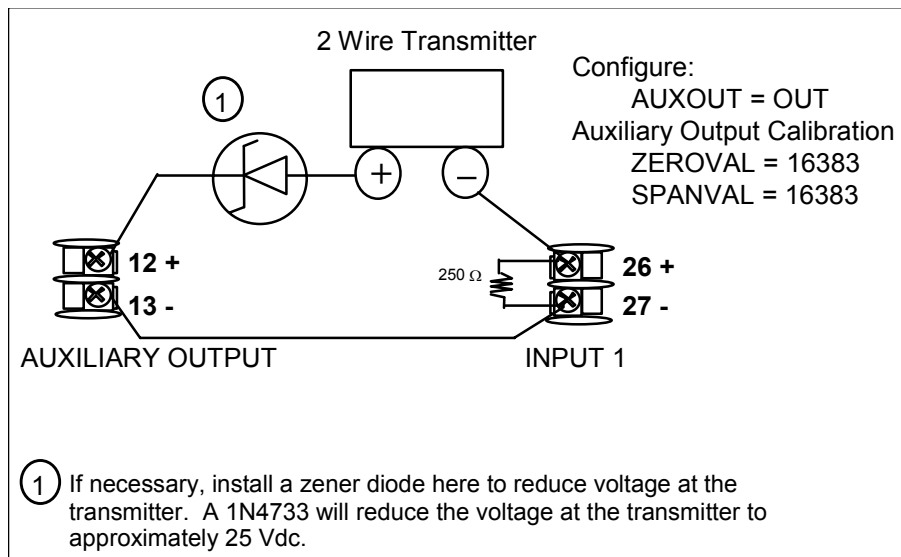 2 Wire Transmitter
Configure:
AUXOUT = OUT
Auxiliary Output Calibration
ZEROVAL = 16383
SPANVAL = 16383
1
+
−
12 +
13 -
250 Ω
26 +
27 -
AUXILIARY OUTPUT
INPUT 1
1 If necessary, install a zener diode here to reduce voltage at the
transmitter. A 1N4733 will reduce the voltage at the transmitter to
approximately 25 Vdc.